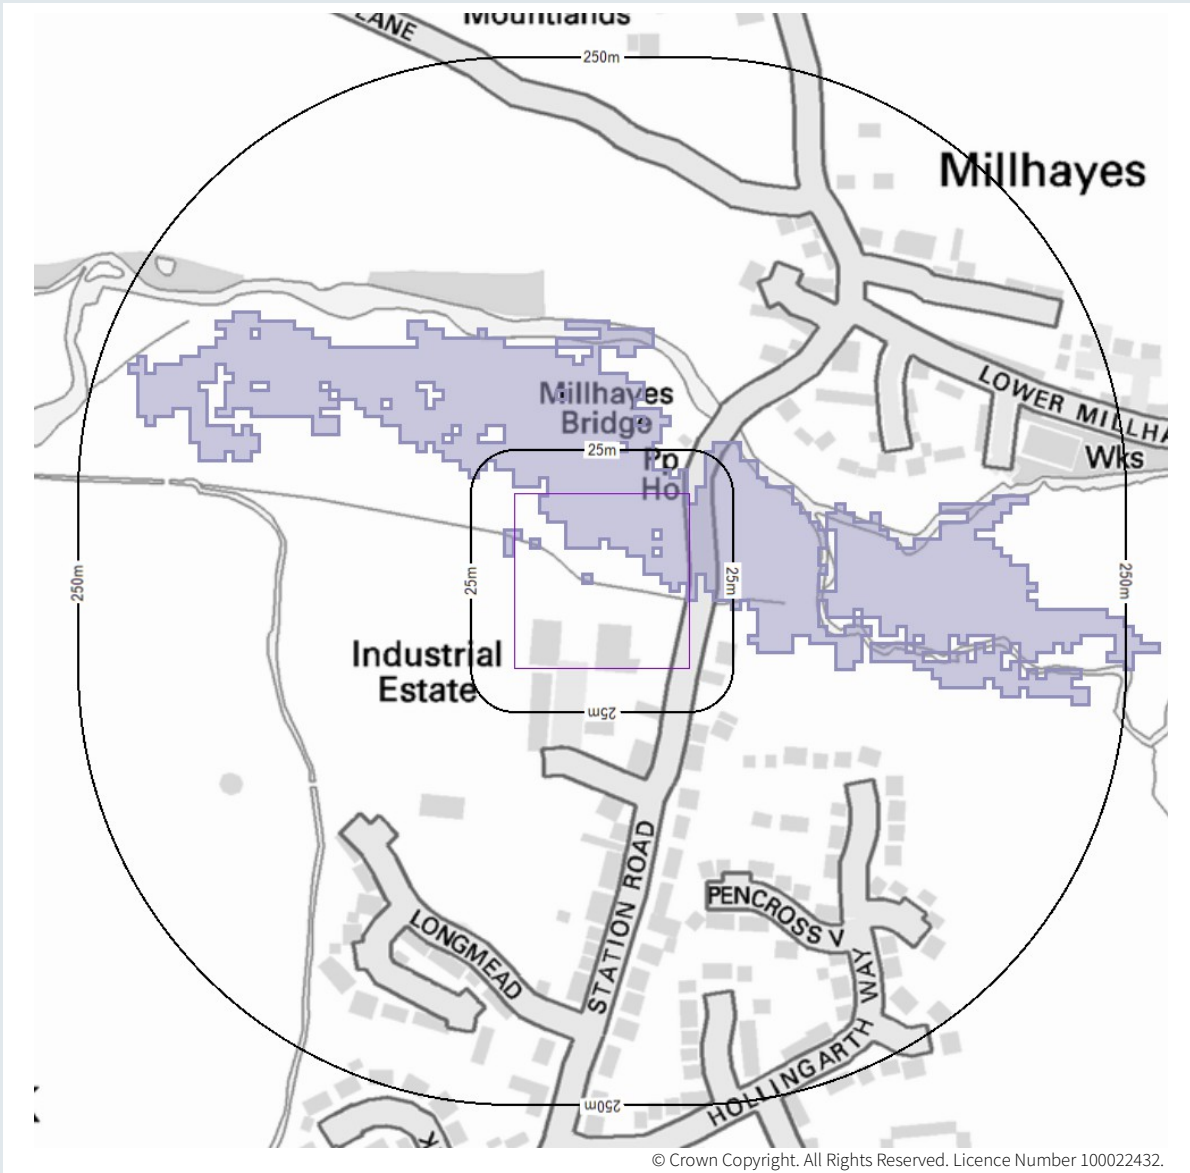 Mountlands
LANE
250m
Millhayes
LOWER MILLHA
Millhayes
Bridge
Wks
25m
Pp
Ho
250m
25m
25m
250m
Industrial
Estate
25m
STATION ROAD
PENCROSS V
LONGMEAD
HOLLINGARTH WAY
250m
© Crown Copyright. All Rights Reserved. Licence Number 100022432.